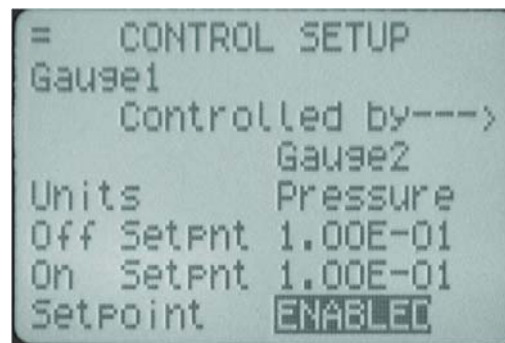 = CONTROL SETUP
Gauge1
Controlled by--->
Gauge2
Units Pressure
Off Setpnt 1.00E-01
On Setpnt 1.00E-01
Setpoint ENABLED